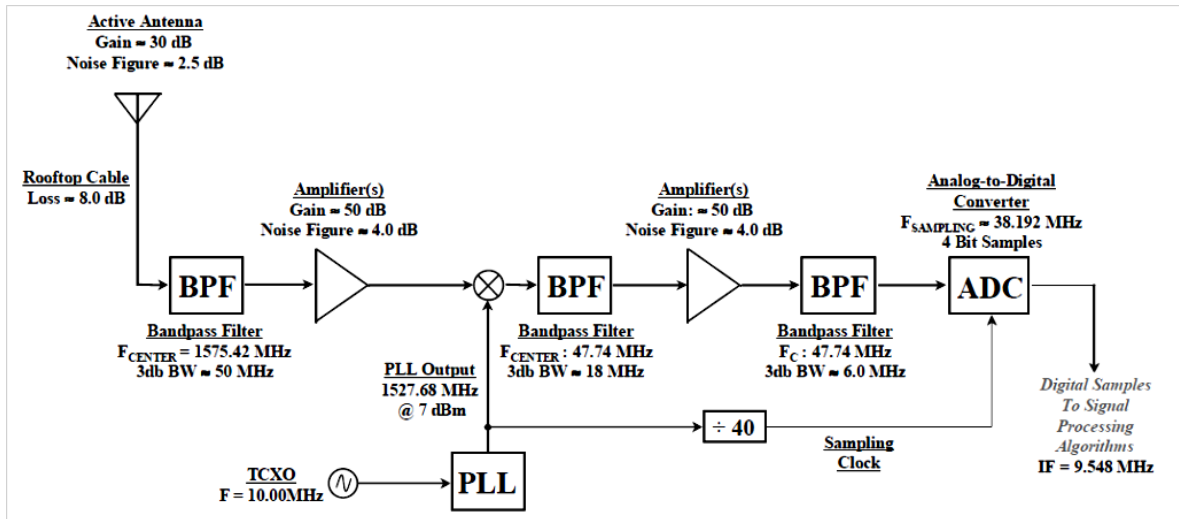 Active Antenna
Gain ≈ 30 dB
Noise Figure ≈ 2.5 dB
Rooftop Cable
Loss ≈ 8.0 dB
Amplifier(s)
Gain ≈ 50 dB
Noise Figure ≈ 4.0 dB
Amplifier(s)
Gain: ≈ 50 dB
Noise Figure ≈ 4.0 dB
Analog-to-Digital
Converter
F_SAMPLING ≈ 38.192 MHz
4 Bit Samples
BPF
BPF
BPF
ADC
Bandpass Filter
F_CENTER = 1575.42 MHz
3db BW ≈ 50 MHz
PLL Output
1527.68 MHz
@ 7 dBm
Bandpass Filter
F_CENTER : 47.74 MHz
3db BW ≈ 18 MHz
Bandpass Filter
F_C : 47.74 MHz
3db BW ≈ 6.0 MHz
Digital Samples
To Signal
Processing
Algorithms
IF = 9.548 MHz
÷ 40
Sampling
Clock
TCXO
F = 10.00MHz
PLL